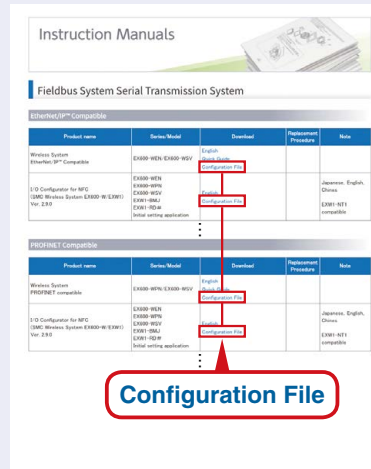 Instruction Manuals
Fieldbus System Serial Transmission System
EtherNet/IP™ Compatible
Product name Series/Model Download Replacement Procedure Note
Wireless System
EtherNet/IP™ Compatible
EX600-WEN/EX600-WSV
English
Quick Guide
Configuration File
I/O Configurator for NFC
(SMC Wireless System EX600-W/EXW1)
Ver. 2.9.0
EX600-WEN
EX600-WPN
EX600-WSV
EXW1-BMJ
EXW1-RD※
Initial setting application
English
Configuration File
Japanese, English,
Chines
EXW1-NT1
compatible
PROFINET Compatible
Product name Series/Model Download Replacement Procedure Note
Wireless System
PROFINET compatible
EX600-WPN/EX600-WSV
English
Quick Guide
Configuration File
I/O Configurator for NFC
(SMC Wireless System EX600-W/EXW1)
Ver. 2.9.0
EX600-WEN
EX600-WPN
EX600-WSV
EXW1-BMJ
EXW1-RD※
Initial setting application
English
Configuration File
Japanese, English,
Chines
EXW1-NT1
compatible
Configuration File